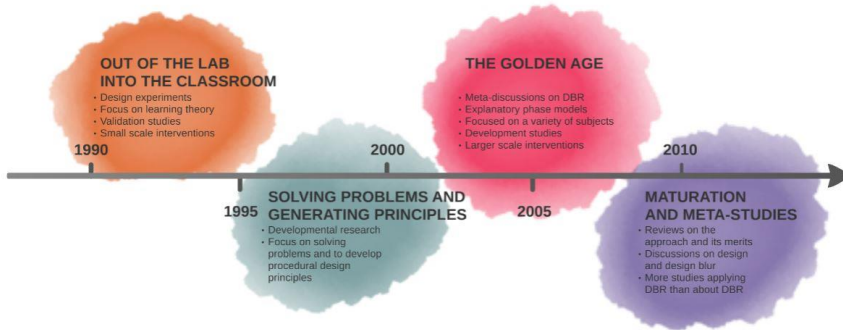 OUT OF THE LAB
INTO THE CLASSROOM
• Design experiments
• Focus on learning theory
• Validation studies
• Small scale interventions
1990
1995
SOLVING PROBLEMS AND
GENERATING PRINCIPLES
• Developmental research
• Focus on solving
problems and to develop
procedural design
principles
2000
THE GOLDEN AGE
• Meta-discussions on DBR
• Explanatory phase models
• Focused on a variety of subjects
• Development studies
• Larger scale interventions
2005
2010
MATURATION
AND META-STUDIES
• Reviews on the
approach and its merits
• Discussions on design
and design blur
• More studies applying
DBR than about DBR